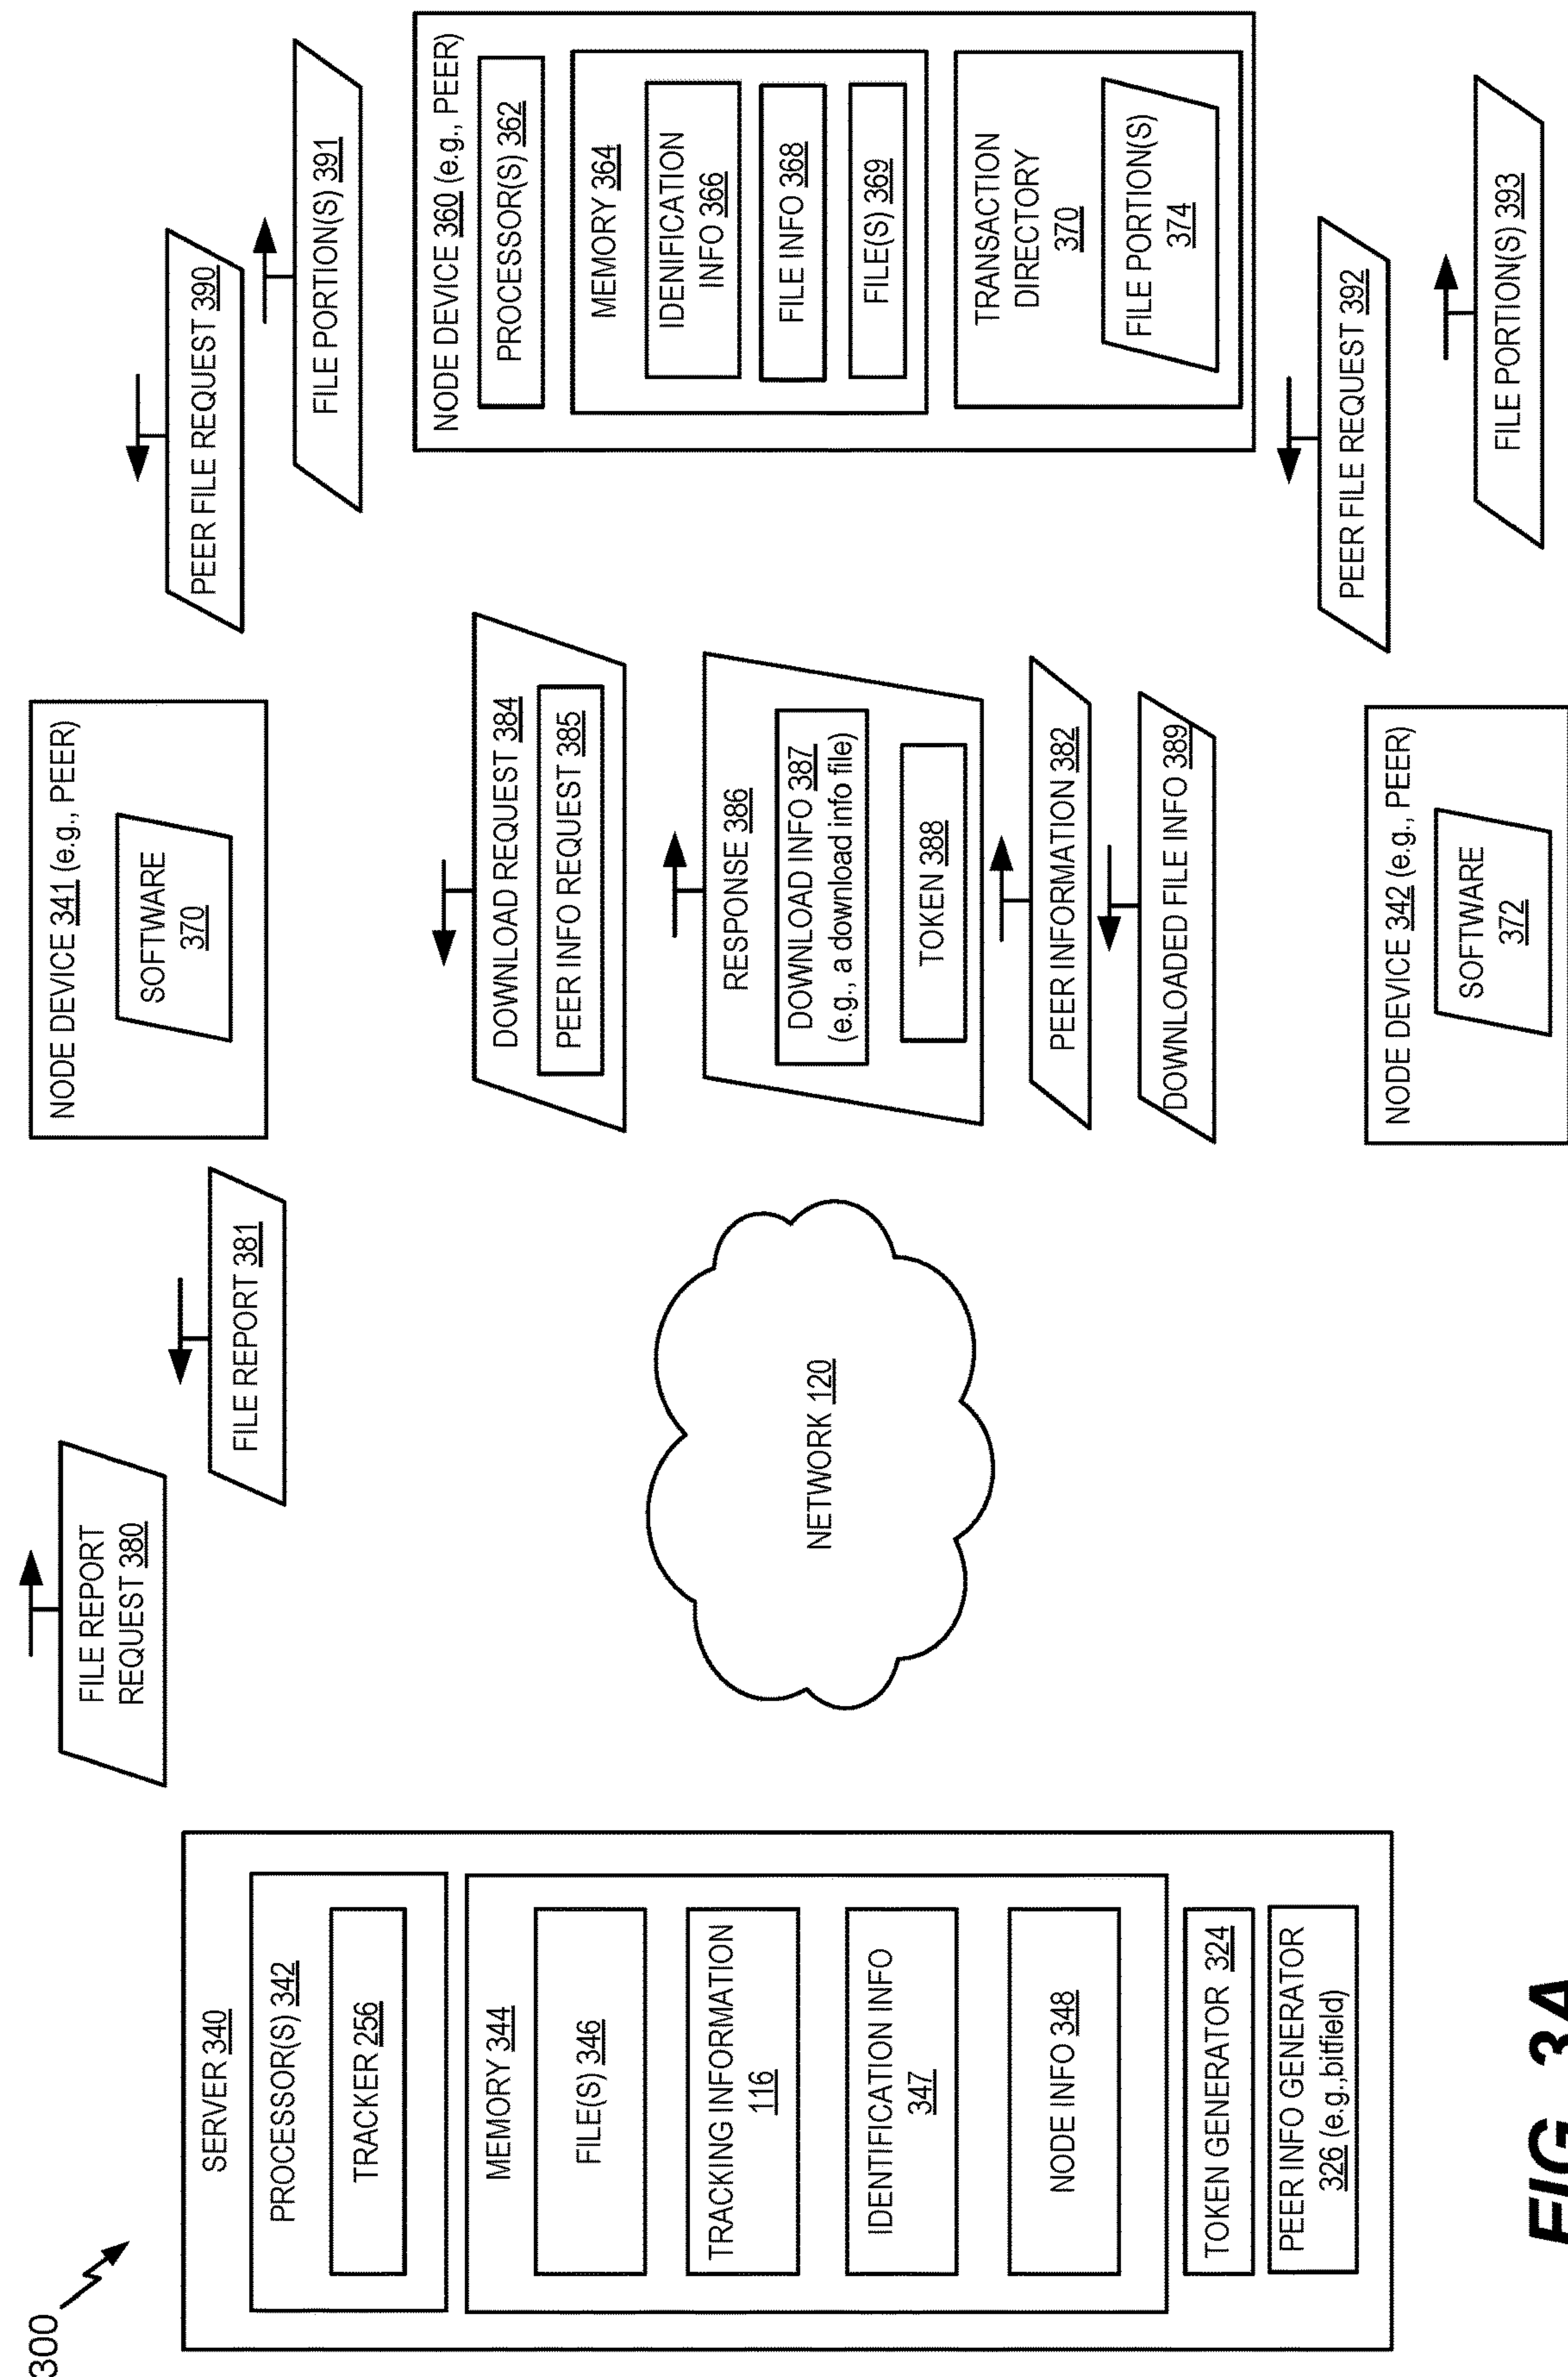 300
SERVER 340
PROCESSOR(S) 342
TRACKER 256
MEMORY 344
FILE(S) 346
TRACKING INFORMATION
116
IDENTIFICATION INFO
347
NODE INFO 348
TOKEN GENERATOR 324
PEER INFO GENERATOR
326 (e.g.,bitfield)
FILE REPORT
REQUEST 380
FILE REPORT 381
NETWORK 120
NODE DEVICE 341 (e.g., PEER)
SOFTWARE
370
DOWNLOAD REQUEST 384
PEER INFO REQUEST 385
RESPONSE 386
DOWNLOAD INFO 387
(e.g., a download info file)
TOKEN 388
PEER INFORMATION 382
DOWNLOADED FILE INFO 389
NODE DEVICE 342 (e.g., PEER)
SOFTWARE
372
PEER FILE REQUEST 390
FILE PORTION(S) 391
NODE DEVICE 360 (e.g., PEER)
PROCESSOR(S) 362
MEMORY 364
IDENIFICATION
INFO 366
FILE INFO 368
FILE(S) 369
TRANSACTION
DIRECTORY
370
FILE PORTION(S)
374
PEER FILE REQUEST 392
FILE PORTION(S) 393
FIG. 3A